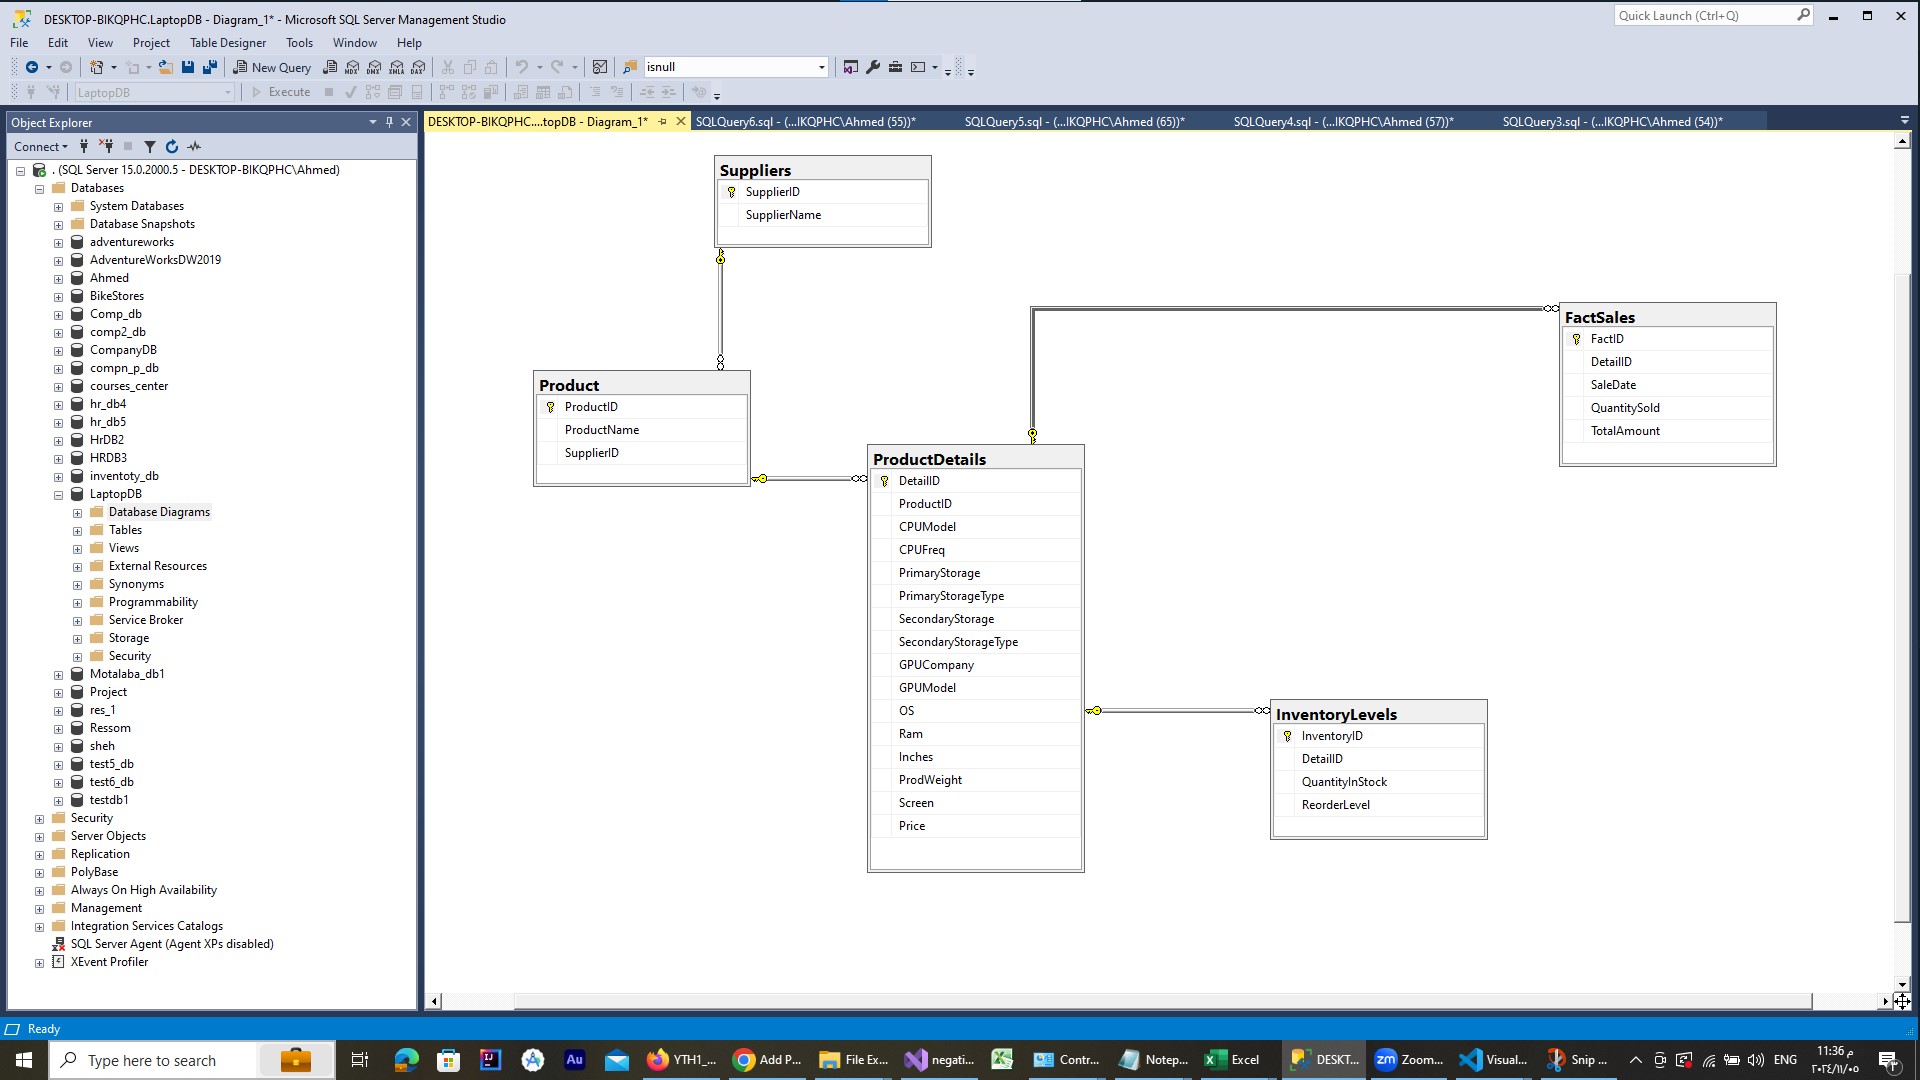 DESKTOP-BIKQPHC.LaptopDB - Diagram_1* - Microsoft SQL Server Management Studio
Quick Launch (Ctrl+Q)
File Edit View Project Table Designer Tools Window Help
New Query MDX DMX XMLA DAX isnull
LaptopDB Execute
Object Explorer
DESKTOP-BIKQPHC....topDB - Diagram_1* SQLQuery6.sql - (...IKQPHC\Ahmed (55))* SQLQuery5.sql - (...IKQPHC\Ahmed (65))* SQLQuery4.sql - (...IKQPHC\Ahmed (57))* SQLQuery3.sql - (...IKQPHC\Ahmed (54))*
Connect
. (SQL Server 15.0.2000.5 - DESKTOP-BIKQPHC\Ahmed)
Databases
System Databases
Database Snapshots
adventureworks
AdventureWorksDW2019
Ahmed
BikeStores
Comp_db
comp2_db
CompanyDB
compn_p_db
courses_center
hr_db4
hr_db5
HrDB2
HRDB3
inventoty_db
LaptopDB
Database Diagrams
Tables
Views
External Resources
Synonyms
Programmability
Service Broker
Storage
Security
Motalaba_db1
Project
res_1
Ressom
sheh
test5_db
test6_db
testdb1
Security
Server Objects
Replication
PolyBase
Always On High Availability
Management
Integration Services Catalogs
SQL Server Agent (Agent XPs disabled)
XEvent Profiler
Suppliers
SupplierID
SupplierName
Product
ProductID
ProductName
SupplierID
ProductDetails
DetailID
ProductID
CPUModel
CPUFreq
PrimaryStorage
PrimaryStorageType
SecondaryStorage
SecondaryStorageType
GPUCompany
GPUModel
OS
Ram
Inches
ProdWeight
Screen
Price
FactSales
FactID
DetailID
SaleDate
QuantitySold
TotalAmount
InventoryLevels
InventoryID
DetailID
QuantityInStock
ReorderLevel
Ready
Type here to search
Au
YTH1_... Add P... File Ex... negati... Contr... Notep... Excel DESKT... zm Zoom... Visual... Snip ...
ENG
11:36 م
٢٠٢٤/١١/٠٥